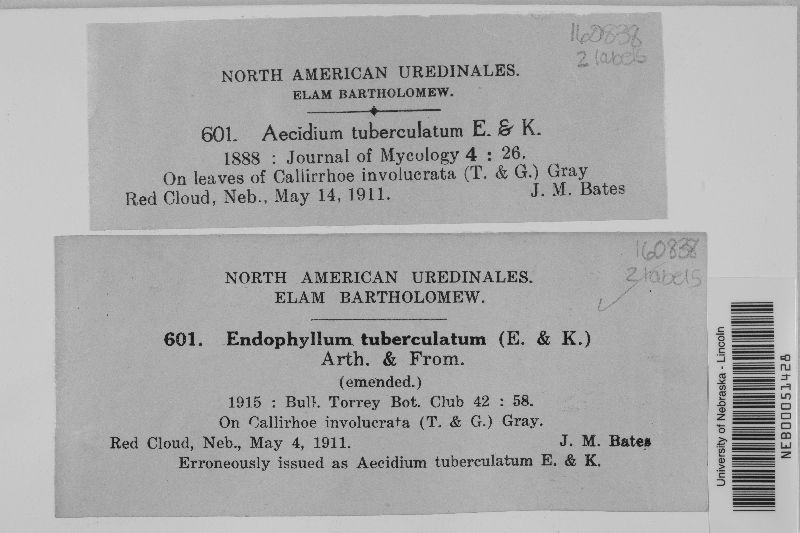 160838
2 labels
NORTH AMERICAN UREDINALES.
ELAM BARTHOLOMEW.
601. Aecidium tuberculatum E. & K.
1888 : Journal of Mycology 4 : 26.
On leaves of Callirrhoe involucrata (T. & G.) Gray
Red Cloud, Neb., May 14, 1911. J. M. Bates
160838
2 labels
NORTH AMERICAN UREDINALES.
ELAM BARTHOLOMEW.
601. Endophyllum tuberculatum (E. & K.)
Arth. & From.
(emended.)
1915 : Bull. Torrey Bot. Club 42 : 58.
On Callirhoe involucrata (T. & G.) Gray.
Red Cloud, Neb., May 4, 1911. J. M. Bates
Erroneously issued as Aecidium tuberculatum E. & K.
University of Nebraska - Lincoln
NEB00051428